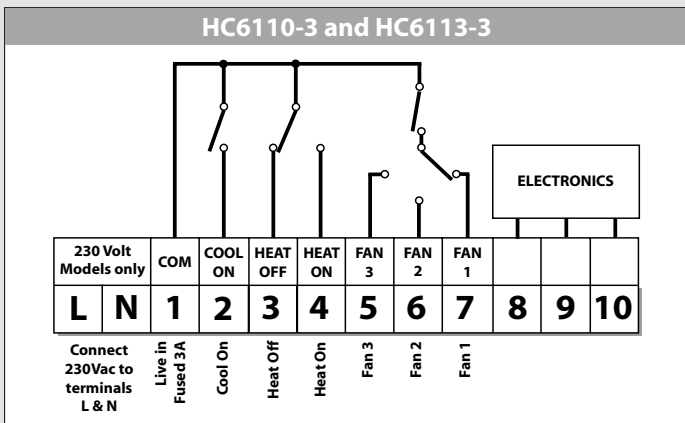 HC6110-3 and HC6113-3
ELECTRONICS
230 Volt
Models only
COM
COOL
ON
HEAT
OFF
HEAT
ON
FAN
3
FAN
2
FAN
1
L N 1 2 3 4 5 6 7 8 9 10
Connect
230Vac to
terminals
L & N
Live in
Fused 3A
Cool On
Heat Off
Heat On
Fan 3
Fan 2
Fan 1